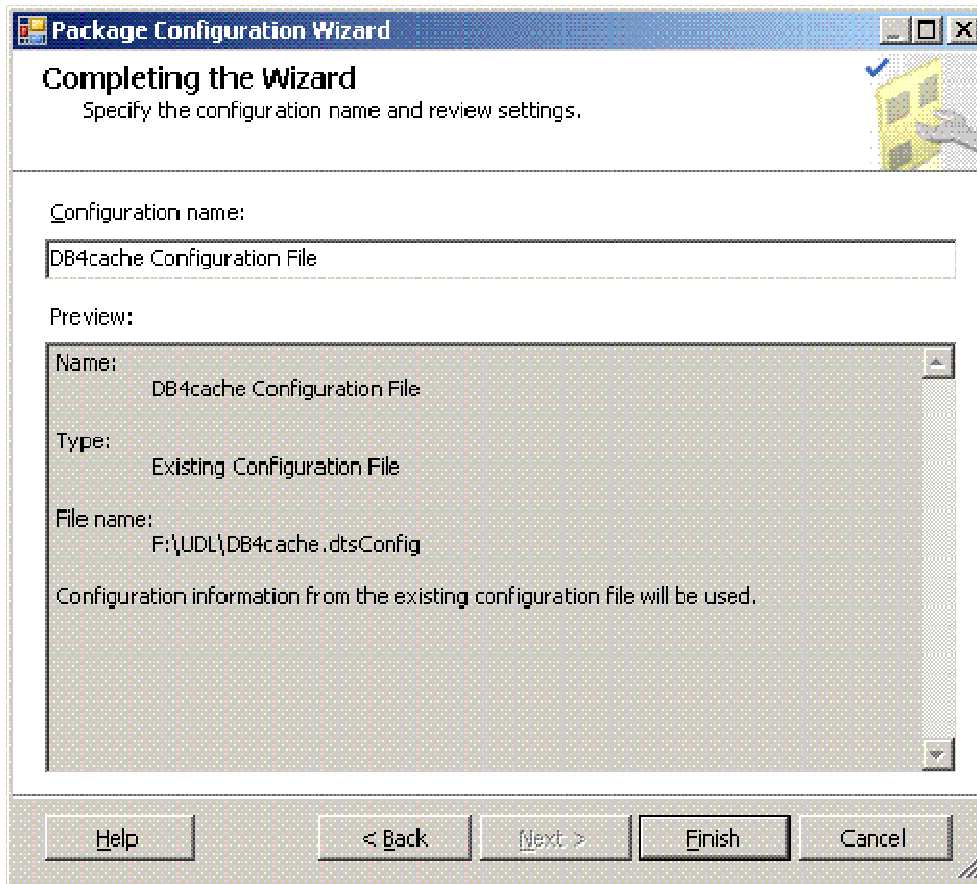 Package Configuration Wizard
Completing the Wizard
Specify the configuration name and review settings.
Configuration name:
DB4cache Configuration File
Preview:
Name:
DB4cache Configuration File
Type:
Existing Configuration File
File name:
F:\UDL\DB4cache.dtsConfig
Configuration information from the existing configuration file will be used.
Help
< Back
Next >
Finish
Cancel